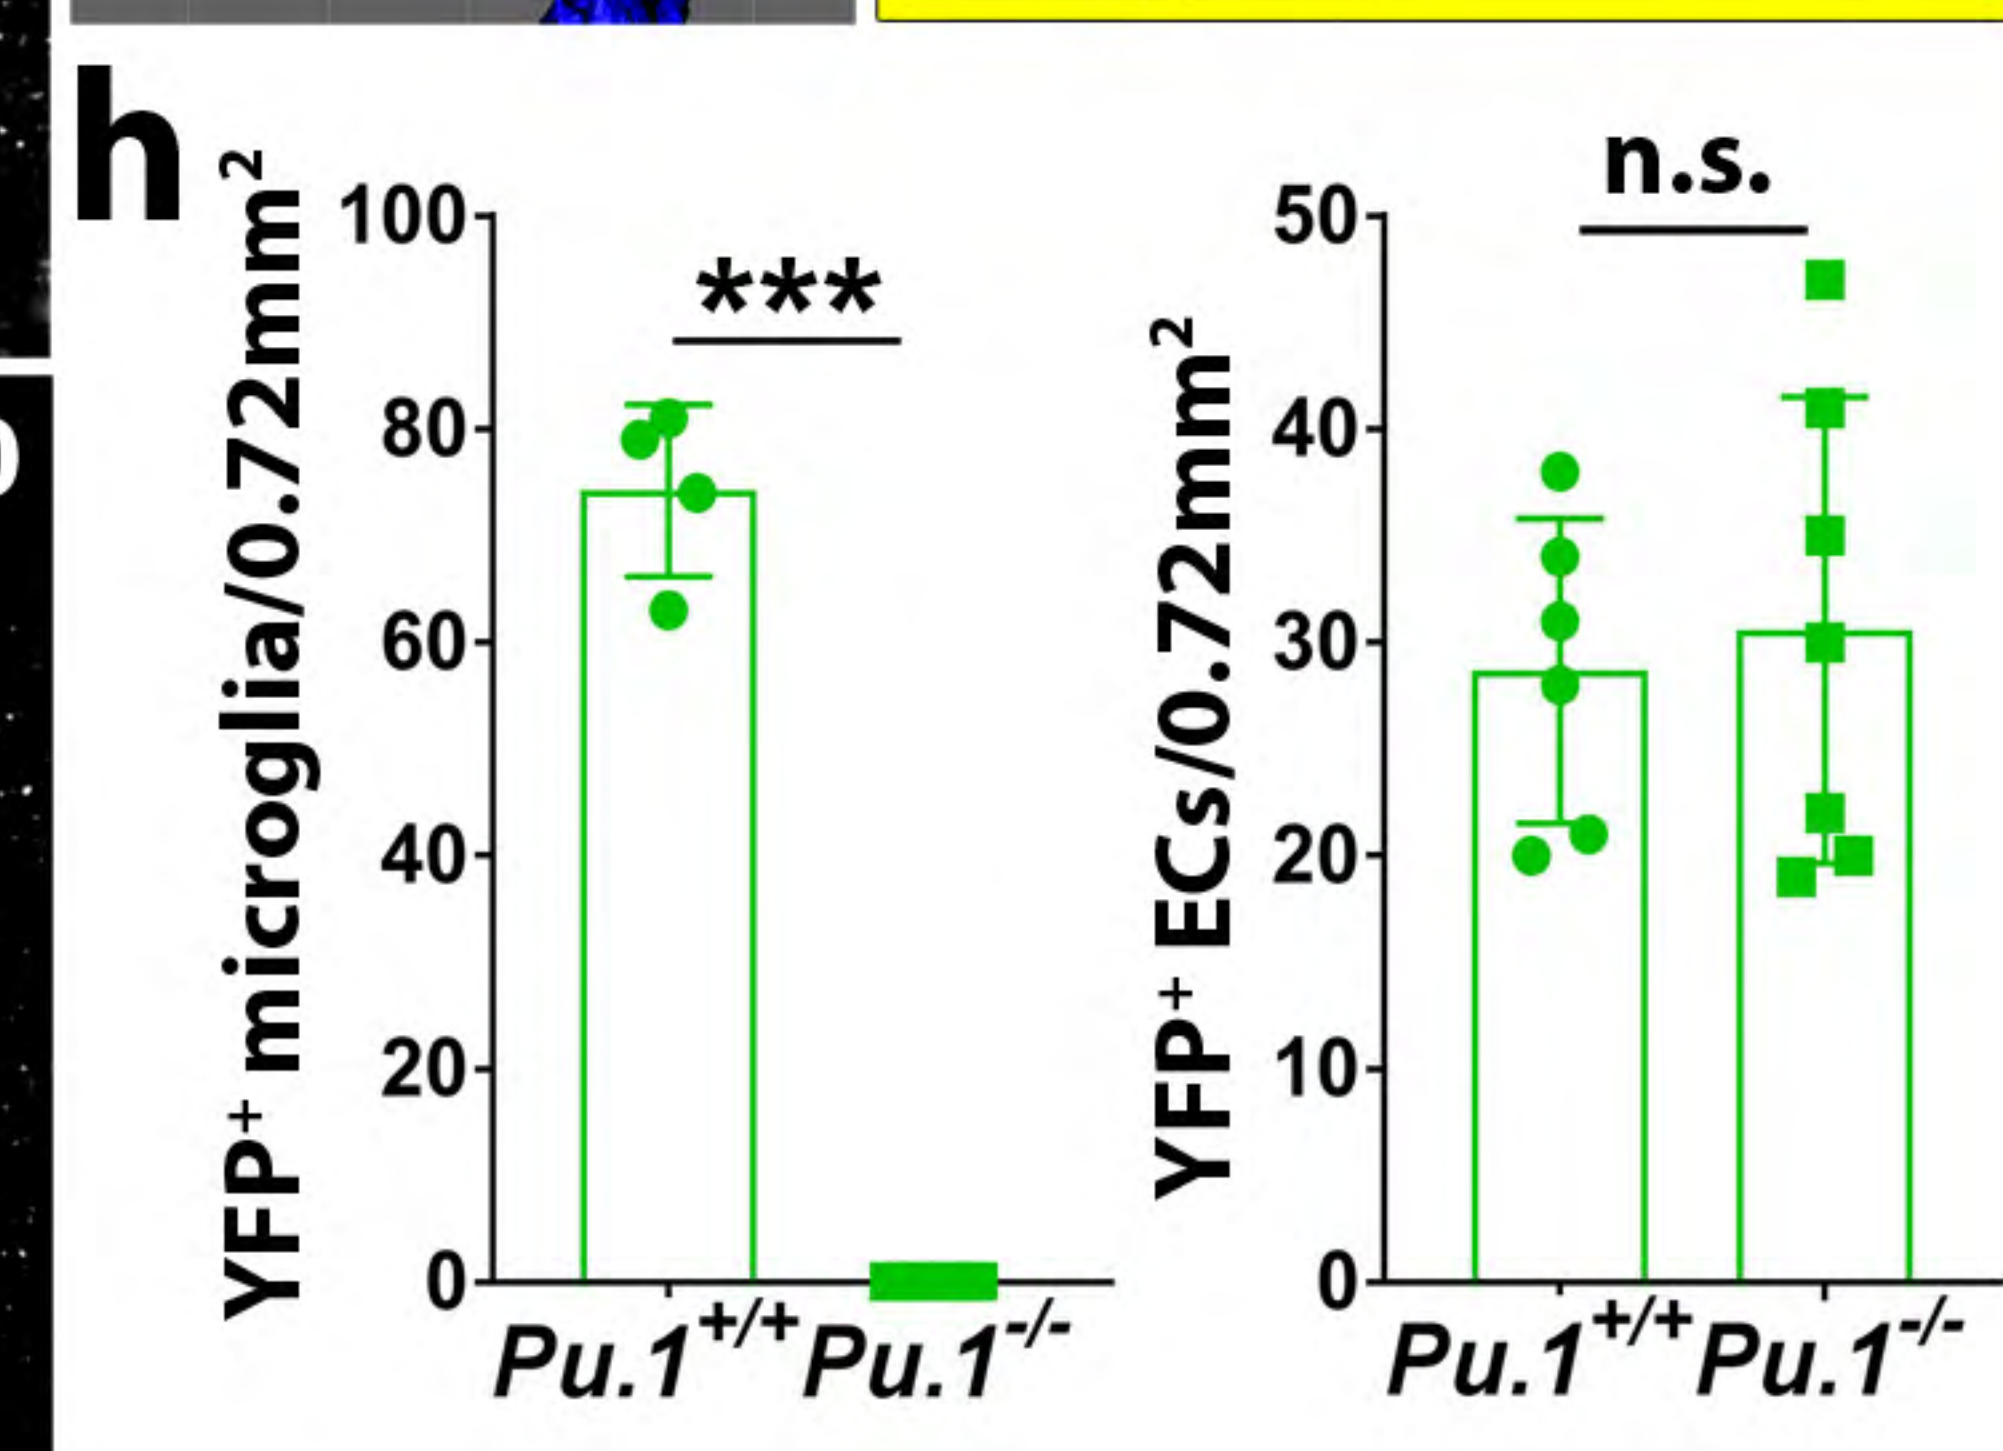 h
YFP⁺ microglia/0.72mm²
100
80
60
40
20
0
***
Pu.1⁺/⁺ Pu.1⁻/⁻
YFP⁺ ECs/0.72mm²
50
40
30
20
10
0
n.s.
Pu.1⁺/⁺ Pu.1⁻/⁻